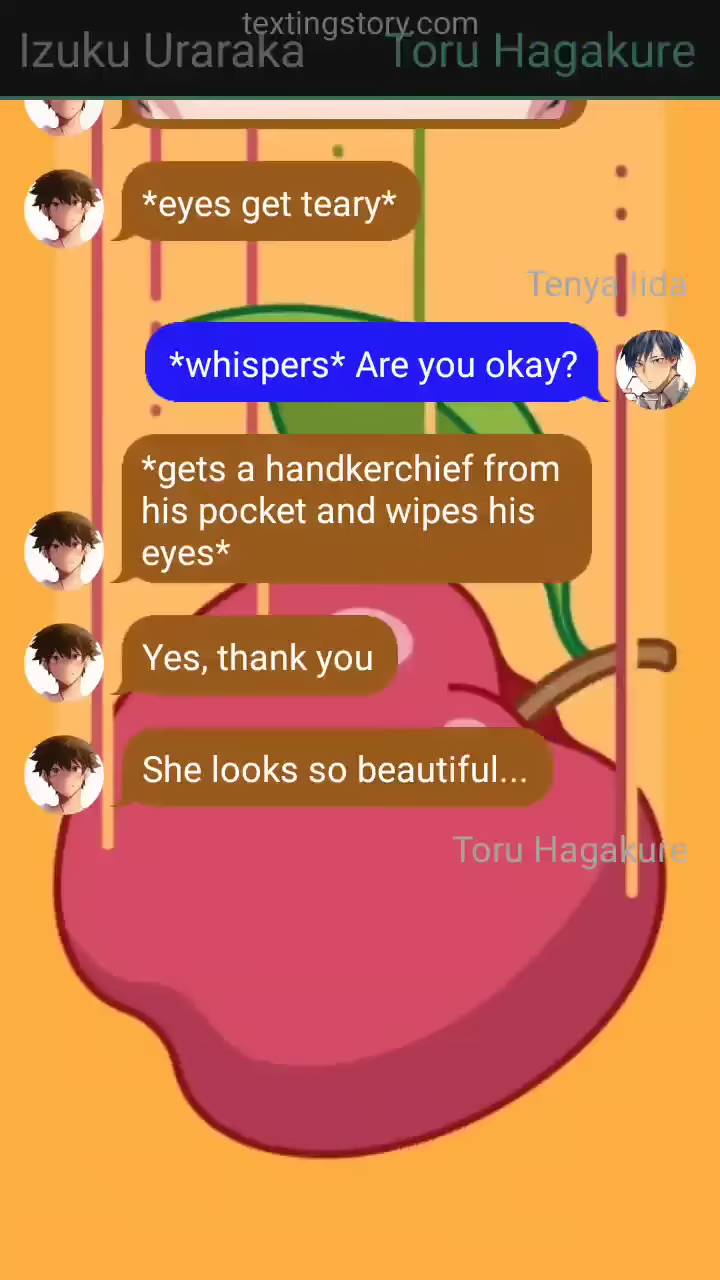 textingstory.com
Izuku Uraraka
Toru Hagakure
*eyes get teary*
Tenya Iida
*whispers* Are you okay?
*gets a handkerchief from
his pocket and wipes his
eyes*
Yes, thank you
She looks so beautiful...
Toru Hagakure